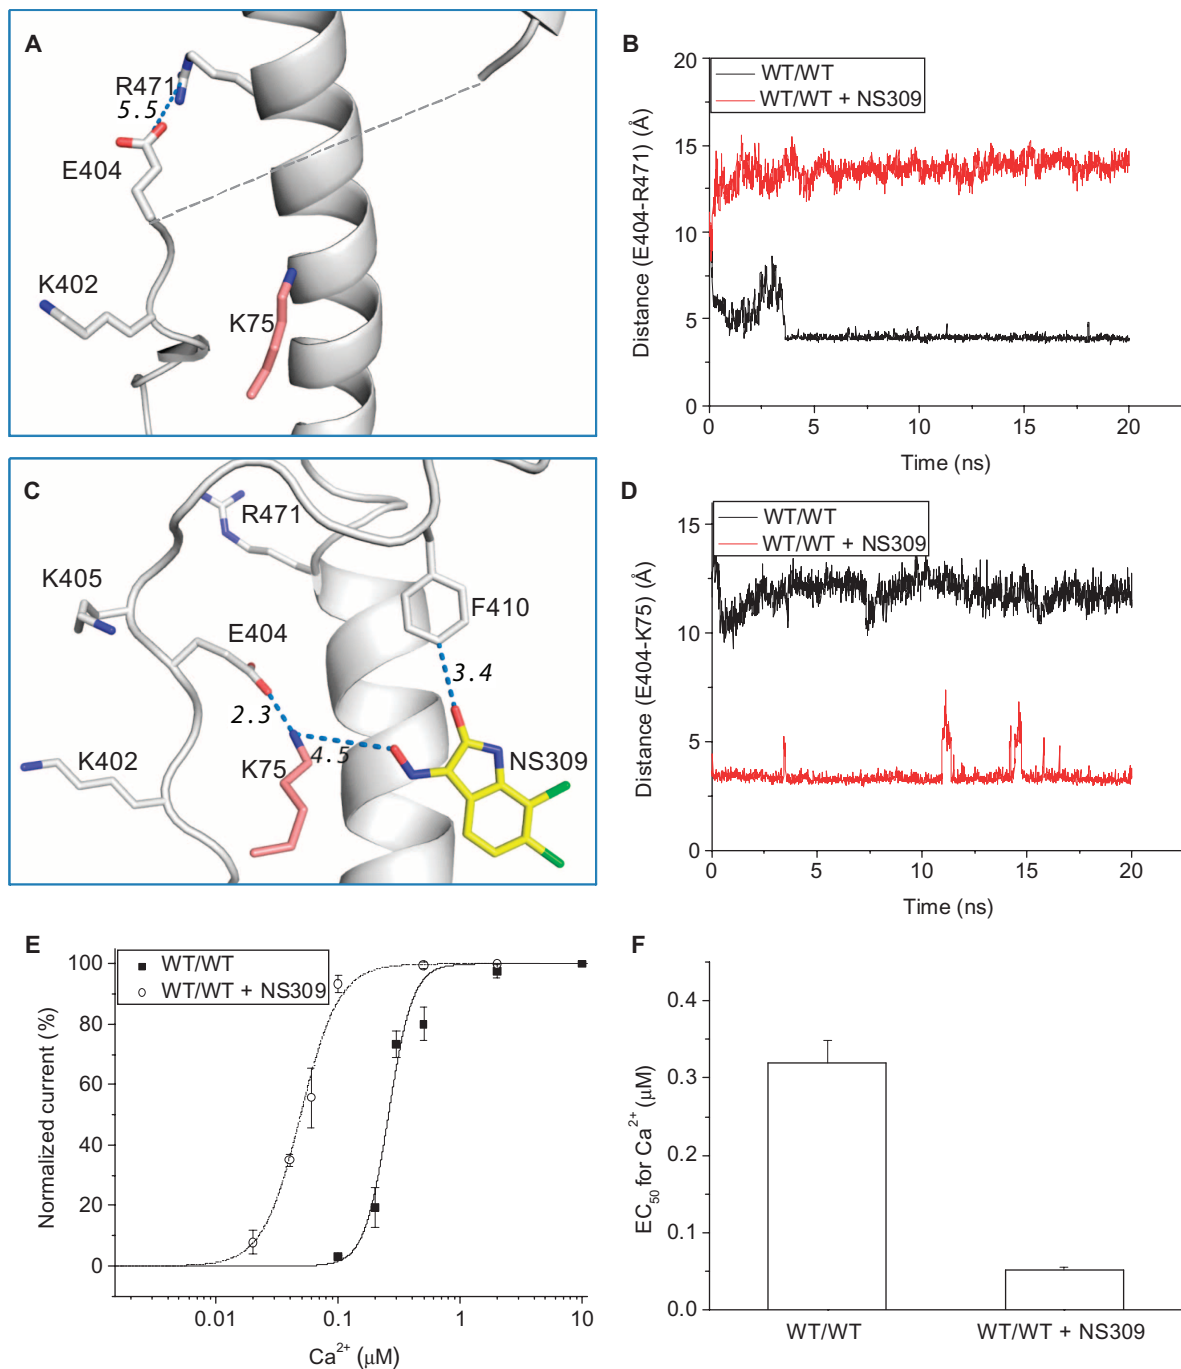 A
R471
5.5
E404
K402
K75
B
WT/WT
WT/WT + NS309
20
15
10
5
0
Distance (E404-R471) (Å)
0 5 10 15 20
Time (ns)
C
R471
K405
F410
E404
3.4
2.3
4.5
K75
NS309
K402
D
WT/WT
WT/WT + NS309
15
10
5
0
Distance (E404-K75) (Å)
0 5 10 15 20
Time (ns)
E
WT/WT
WT/WT + NS309
100
80
60
40
20
0
Normalized current (%)
0.01 0.1 1 10
Ca²⁺ (μM)
F
0.4
0.3
0.2
0.1
0.0
EC₅₀ for Ca²⁺ (μM)
WT/WT WT/WT + NS309